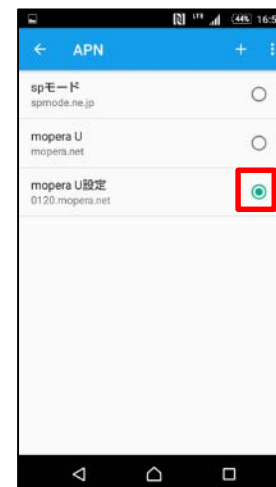 LTE 44% 16:5
APN
spモード
spmode.ne.jp
mopera U
mopera.net
mopera U設定
0120.mopera.net